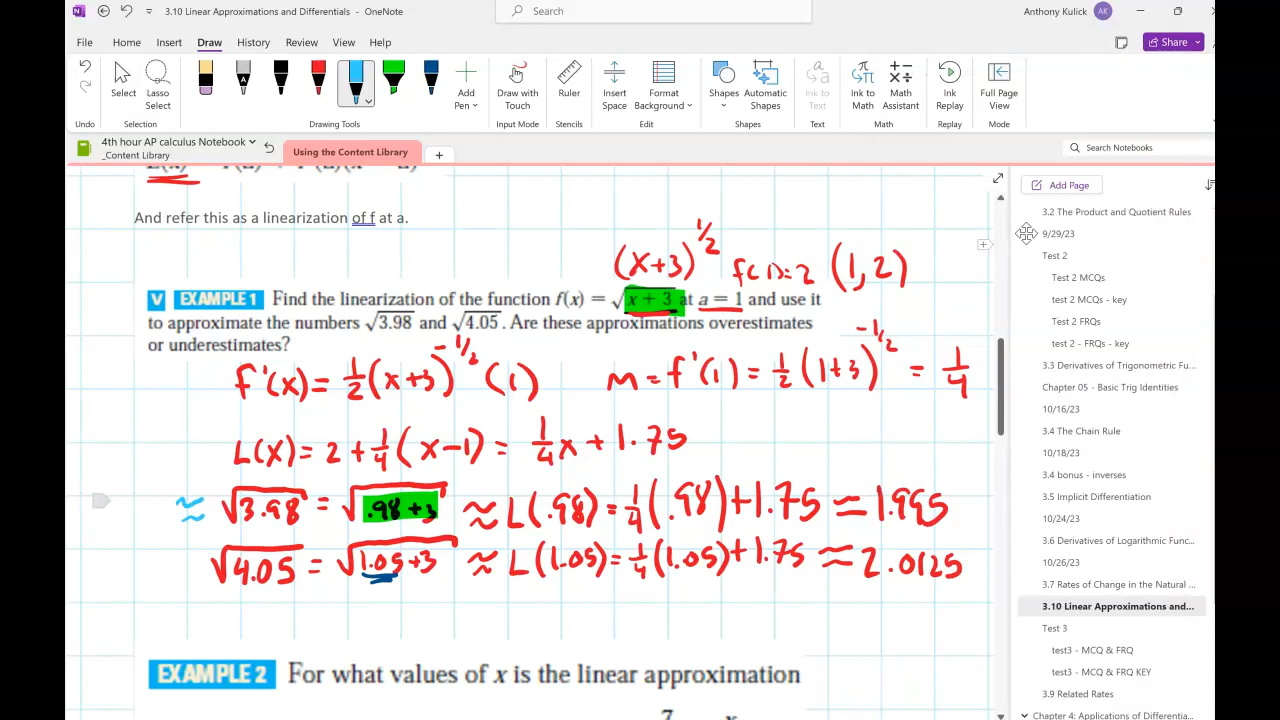 3.10 Linear Approximations and Differentials - OneNote
Search
Anthony Kulick AK
File Home Insert Draw History Review View Help
Share
Undo
Select
Lasso Select
Add Pen
Draw with Touch
Ruler
Insert Space
Format Background
Shapes
Automatic Shapes
Ink to Text
Ink to Math
Math Assistant
Ink Replay
Full Page View
Undo Selection Drawing Tools Input Mode Stencils Edit Shapes Text Math Replay Mode
4th hour AP calculus Notebook
_Content Library
Using the Content Library
Search Notebooks
And refer this as a linearization of f at a.
(x+3)^1/2 f(1)=2 (1,2)
V EXAMPLE 1 Find the linearization of the function f(x) = √x + 3 at a = 1 and use it
to approximate the numbers √3.98 and √4.05. Are these approximations overestimates
or underestimates?
f'(x) = 1/2 (x+3)^-1/2 (1) m = f'(1) = 1/2 (1+3)^-1/2 = 1/4
L(x) = 2 + 1/4 (x-1) = 1/4 x + 1.75
≈ √3.98 = √.98+3 ≈ L(.98) = 1/4 (.98) + 1.75 ≈ 1.995
√4.05 = √1.05+3 ≈ L(1.05) = 1/4 (1.05) + 1.75 ≈ 2.0125
EXAMPLE 2 For what values of x is the linear approximation
Add Page
3.2 The Product and Quotient Rules
9/29/23
Test 2
Test 2 MCQs
Test 2 MCQs - key
Test 2 FRQs
test 2 - FRQs - key
3.3 Derivatives of Trigonometric Fu...
Chapter 05 - Basic Trig Identities
10/16/23
3.4 The Chain Rule
10/18/23
3.4 bonus - inverses
3.5 Implicit Differentiation
10/24/23
3.6 Derivatives of Logarithmic Func...
10/26/23
3.7 Rates of Change in the Natural ...
3.10 Linear Approximations and...
Test 3
test3 - MCQ & FRQ
test3 - MCQ & FRQ KEY
3.9 Related Rates
Chapter 4: Applications of Differentia...